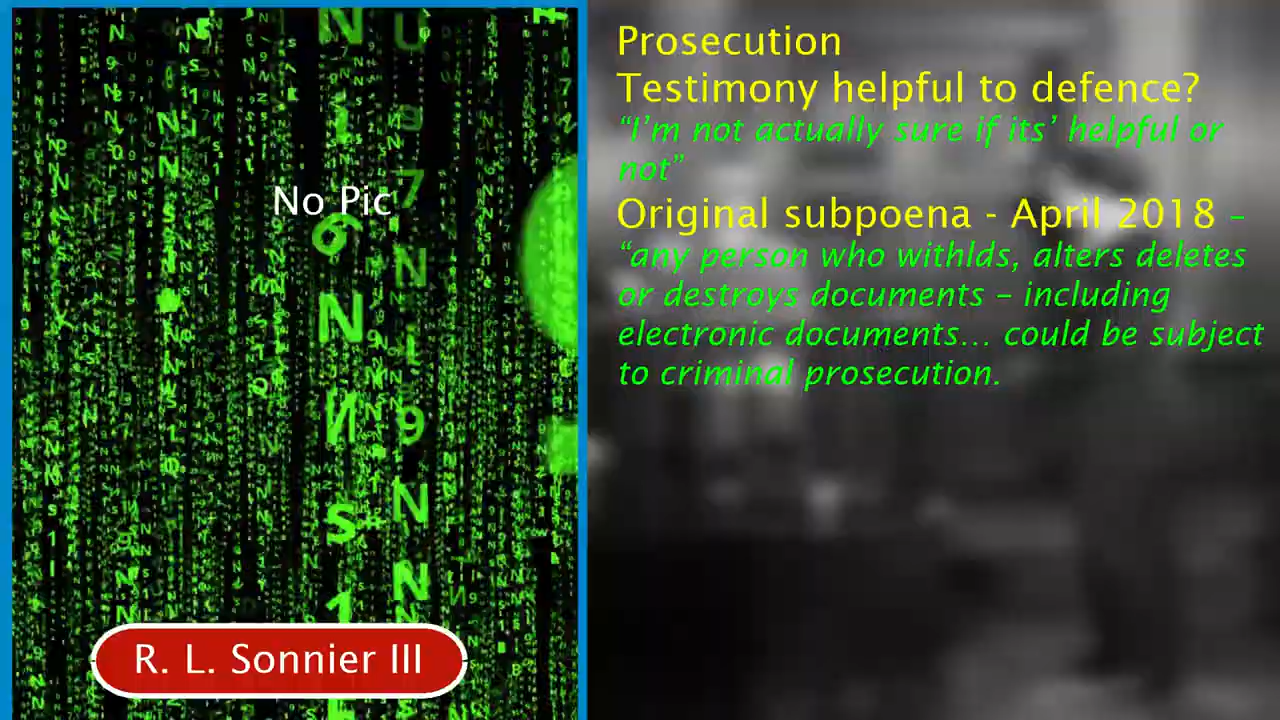 No Pic
R. L. Sonnier III
Prosecution
Testimony helpful to defence?
“I’m not actually sure if its’ helpful or
not”
Original subpoena - April 2018 –
“any person who withlds, alters deletes
or destroys documents – including
electronic documents... could be subject
to criminal prosecution.